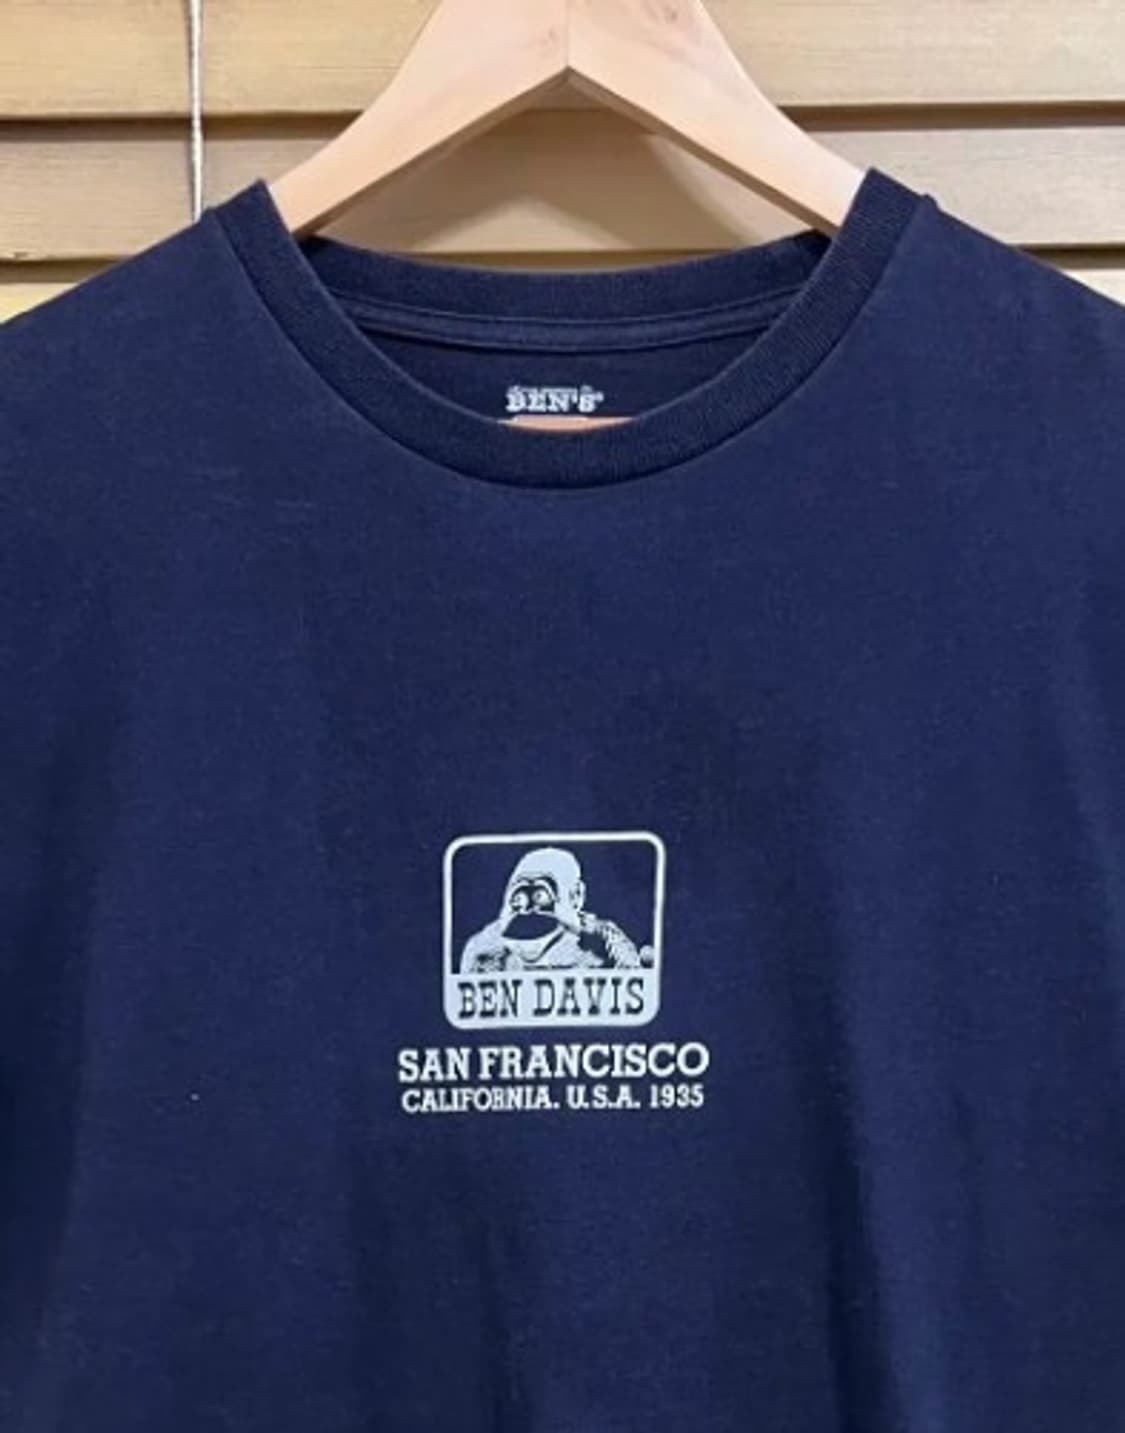 BEN'S®
BEN DAVIS
SAN FRANCISCO
CALIFORNIA. U.S.A. 1935